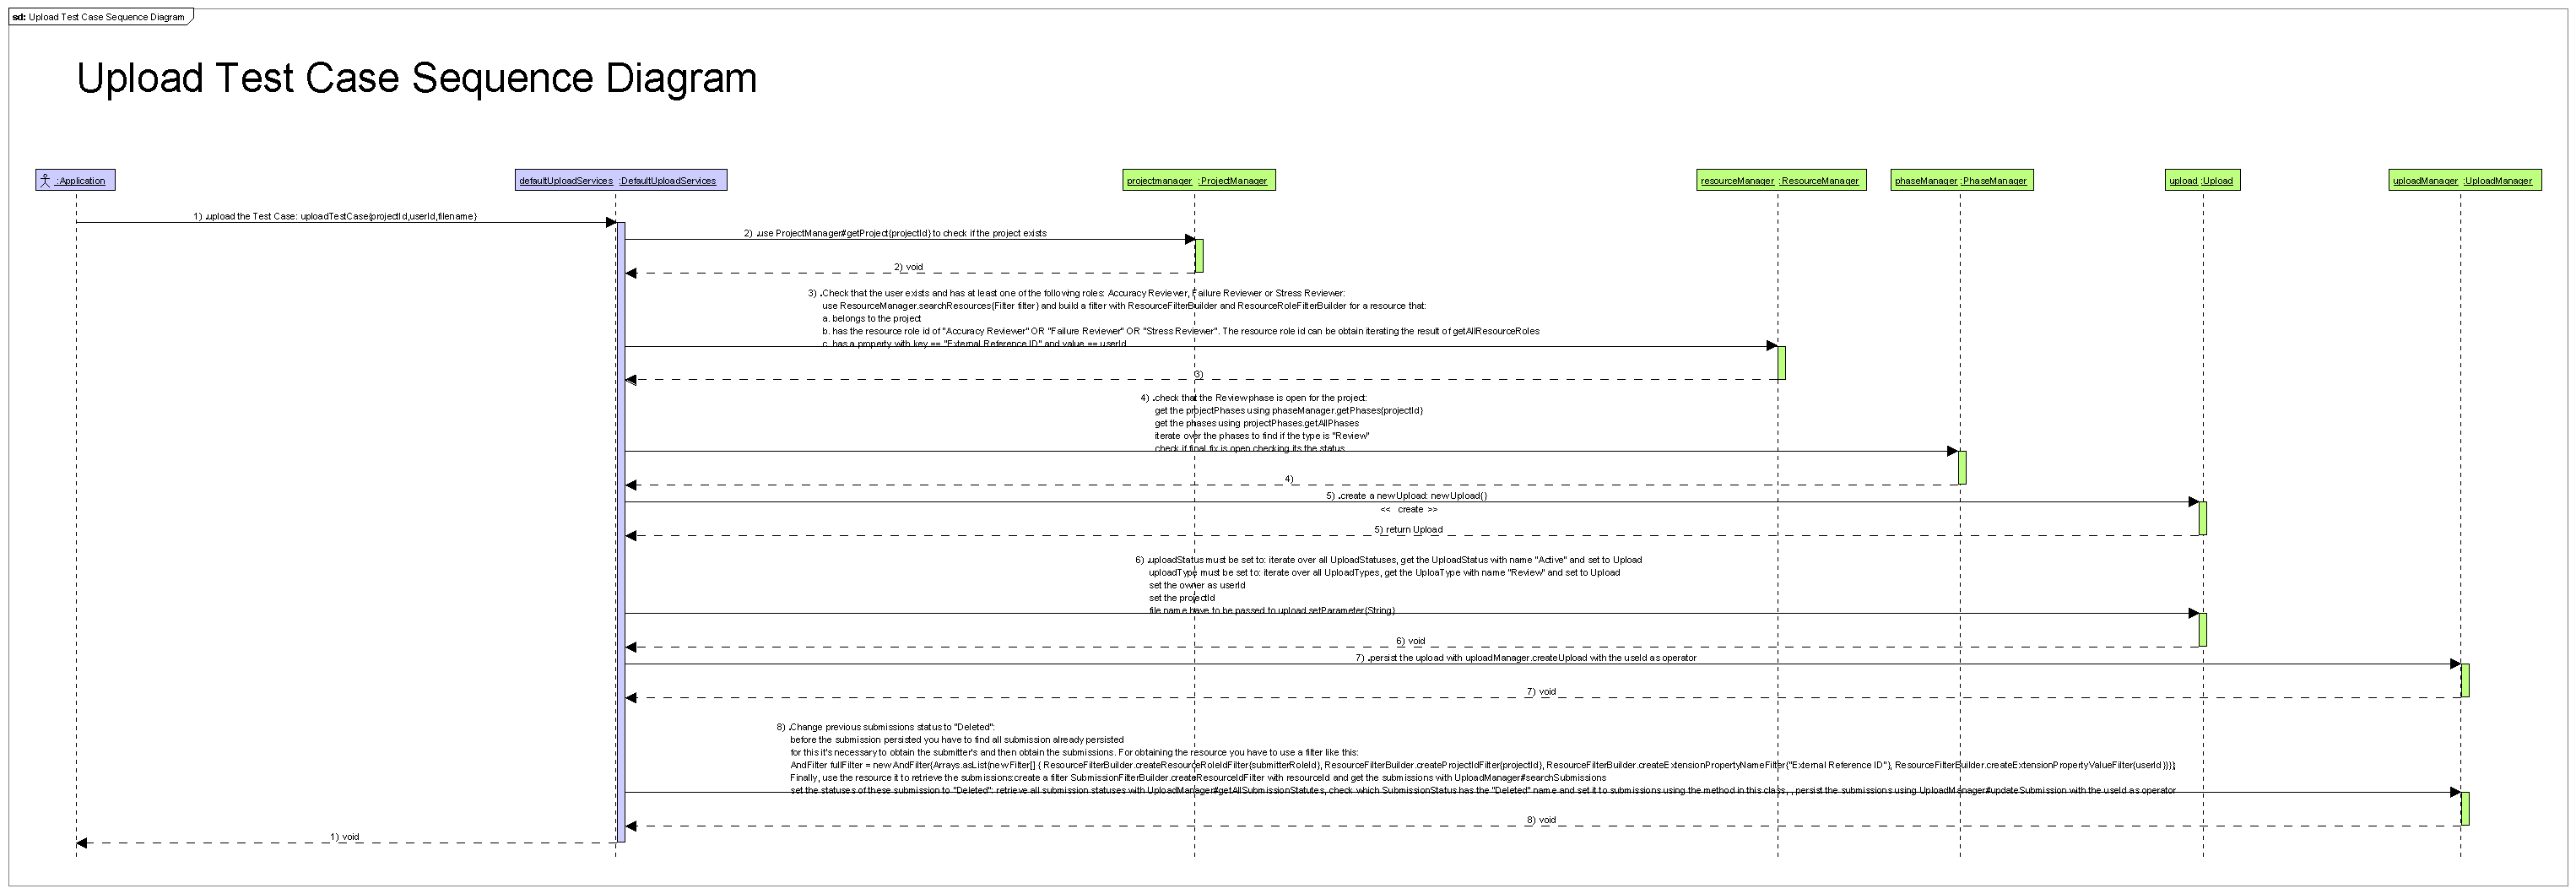 sd: Upload Test Case Sequence Diagram
Upload Test Case Sequence Diagram
:Application
defaultUploadServices :DefaultUploadServices
projectmanager :ProjectManager
resourceManager :ResourceManager
phaseManager :PhaseManager
upload :Upload
uploadManager :UploadManager
1) .upload the Test Case: uploadTestCase(projectId,userId,filename)
2) .use ProjectManager#getProject(projectId) to check if the project exists
2) void
3) .Check that the user exists and has at least one of the following roles: Accuracy Reviewer, Failure Reviewer or Stress Reviewer:
use ResourceManager.searchResources(Filter filter) and build a filter with ResourceFilterBuilder and ResourceRoleFilterBuilder for a resource that:
a. belongs to the project
b. has the resource role id of "Accuracy Reviewer" OR "Failure Reviewer" OR "Stress Reviewer". The resource role id can be obtain iterating the result of getAllResourceRoles
c. has a property with key == "External Reference ID" and value == userId
3)
4) .check that the Review phase is open for the project:
get the projectPhases using phaseManager.getPhases(projectId)
get the phases using projectPhases.getAllPhases
iterate over the phases to find if the type is "Review"
check if final fix is open checking its the status
4)
5) .create a new Upload: new Upload()
<< create >>
5) return Upload
6) .uploadStatus must be set to: iterate over all UploadStatuses, get the UploadStatus with name "Active" and set to Upload
uploadType must be set to: iterate over all UploadTypes, get the UploaType with name "Review" and set to Upload
set the owner as userId
set the projectId
file name have to be passed to upload.setParameter(String)
6) void
7) .persist the upload with uploadManager.createUpload with the useId as operator
7) void
8) .Change previous submissions status to "Deleted":
before the submission persisted you have to find all submission already persisted
for this it's necessary to obtain the submitter's and then obtain the submissions. For obtaining the resource you have to use a filter like this:
AndFilter fullFilter = new AndFilter(Arrays.asList(new Filter[] { ResourceFilterBuilder.createResourceRoleIdFilter(submitterRoleId), ResourceFilterBuilder.createProjectIdFilter(projectId), ResourceFilterBuilder.createExtensionPropertyNameFilter("External Reference ID"), ResourceFilterBuilder.createExtensionPropertyValueFilter(userId)}));
Finally, use the resource it to retrieve the submissions:create a filter SubmissionFilterBuilder.createResourceIdFilter with resourceId and get the submissions with UploadManager#searchSubmissions
set the statuses of these submission to "Deleted": retrieve all submission statuses with UploadManager#getAllSubmissionStatutes, check which SubmissionStatus has the "Deleted" name and set it to submissions using the method in this class, , persist the submissions using UploadManager#updateSubmission with the useId as operator
8) void
1) void